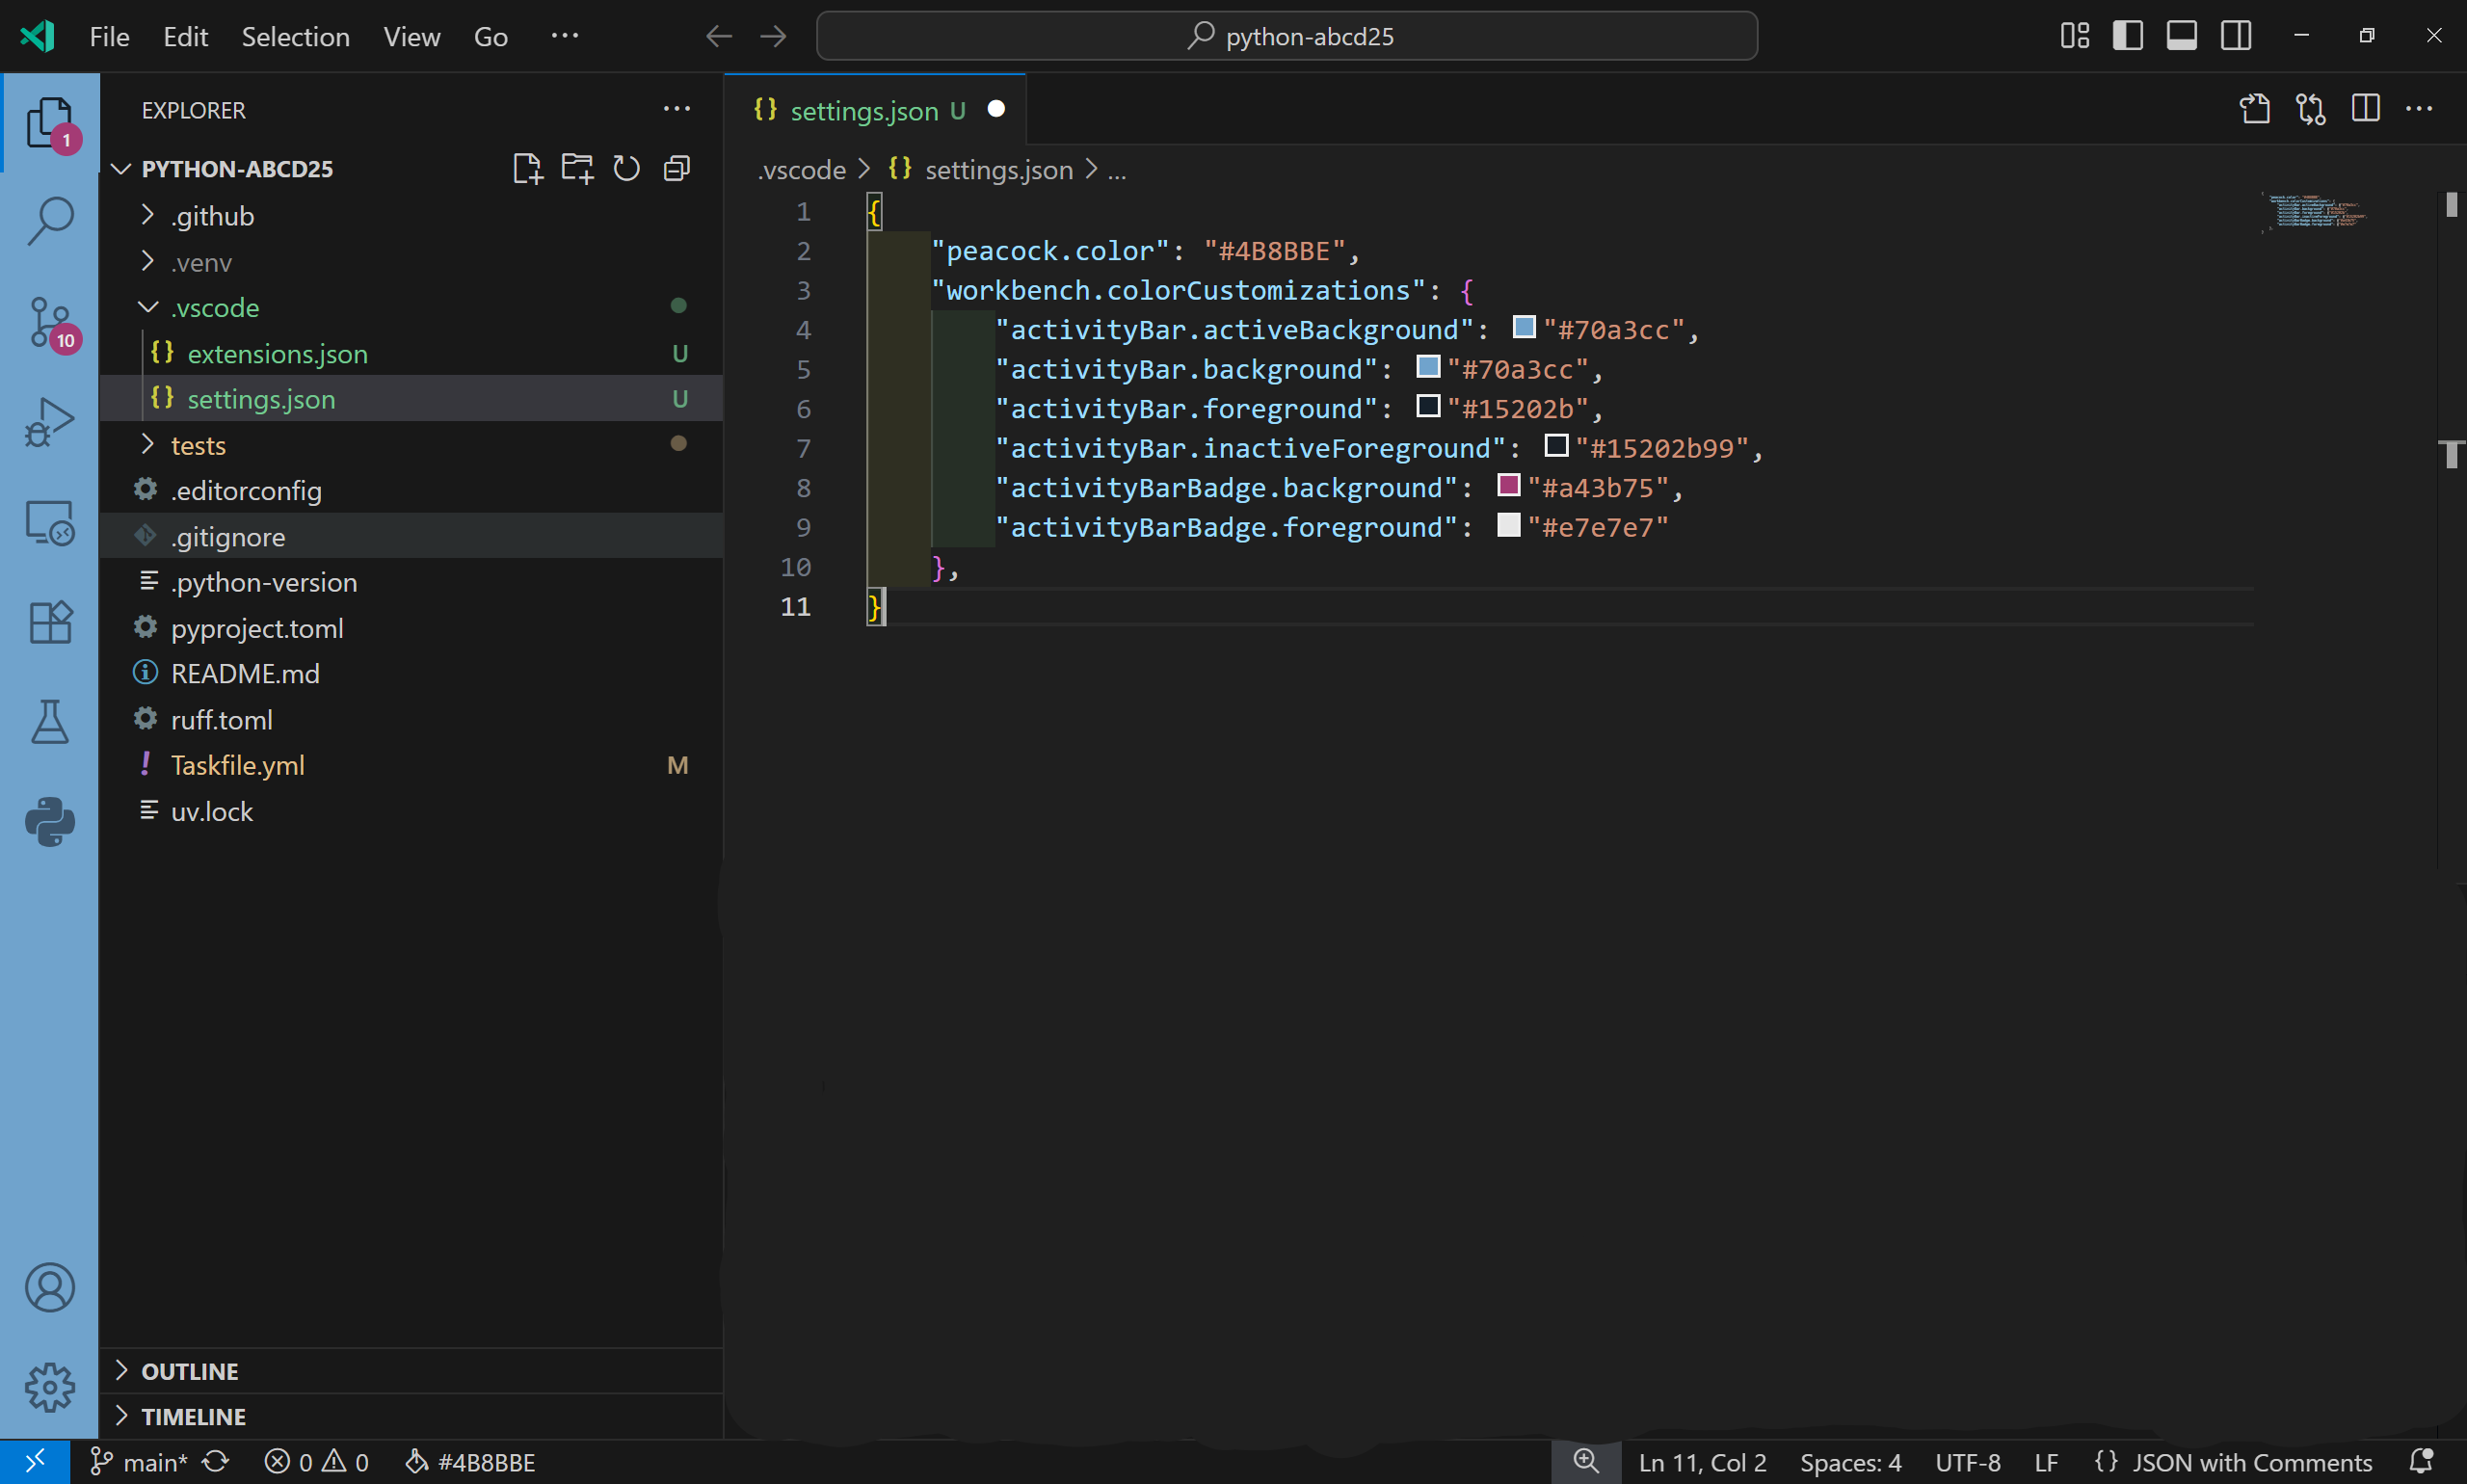 File Edit Selection View Go ···
python-abcd25
EXPLORER ···
PYTHON-ABCD25
.github
.venv
.vscode
{} extensions.json U
{} settings.json U
tests
.editorconfig
.gitignore
.python-version
pyproject.toml
README.md
ruff.toml
! Taskfile.yml M
uv.lock
OUTLINE
TIMELINE
1
10
{} settings.json U
.vscode > {} settings.json > ...
1 {
2 "peacock.color": "#4B8BBE",
3 "workbench.colorCustomizations": {
4 "activityBar.activeBackground": "#70a3cc",
5 "activityBar.background": "#70a3cc",
6 "activityBar.foreground": "#15202b",
7 "activityBar.inactiveForeground": "#15202b99",
8 "activityBarBadge.background": "#a43b75",
9 "activityBarBadge.foreground": "#e7e7e7"
10 },
11 }
main* 0 0 #4B8BBE Ln 11, Col 2 Spaces: 4 UTF-8 LF {} JSON with Comments